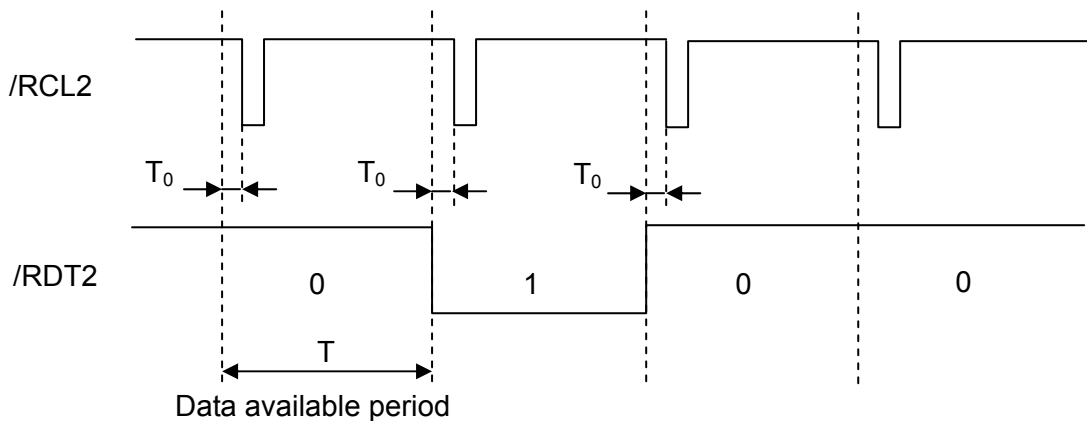 /RCL2
T₀ T₀ T₀
/RDT2
0 1 0 0
T
Data available period